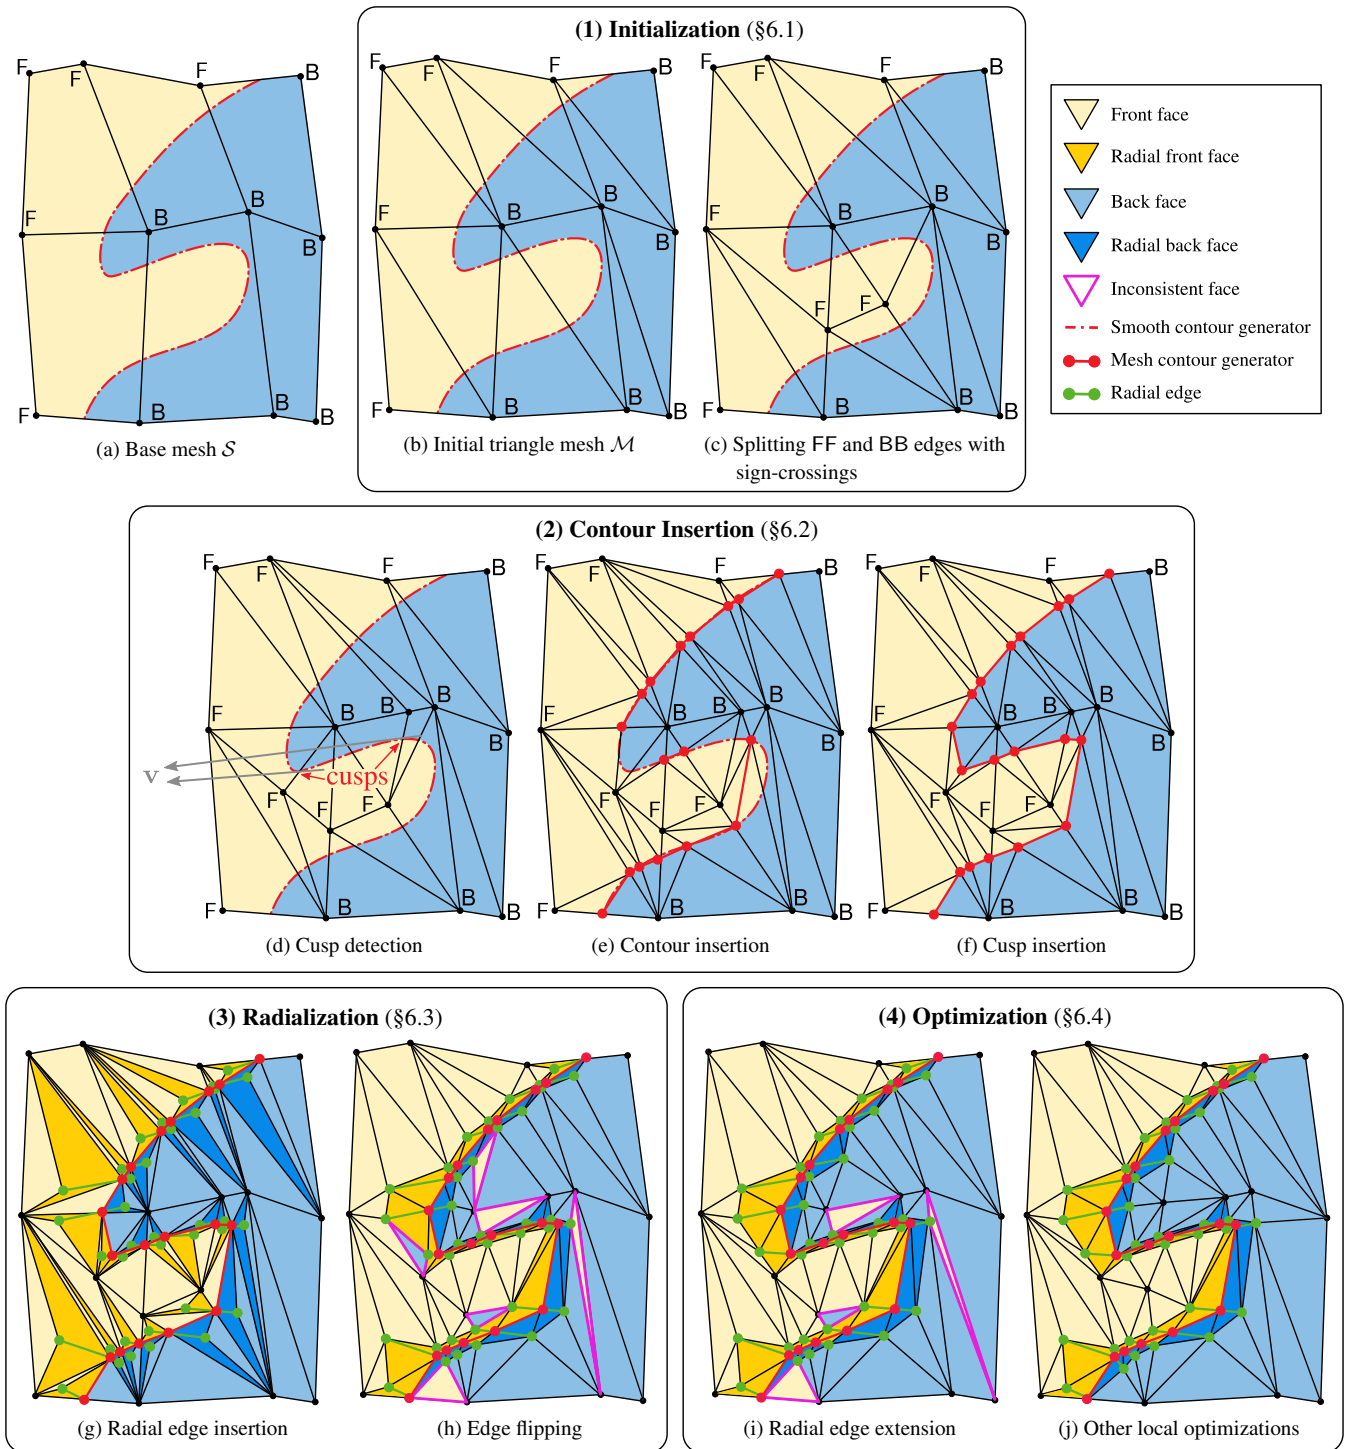 (1) Initialization (§6.1)
F F F B
F B B B
F B B B
(a) Base mesh S
F F F B
B B B
F
F B B B
(b) Initial triangle mesh M
F F F B
B B B
F
F F
F B B B
(c) Splitting FF and BB edges with
sign-crossings
Front face
Radial front face
Back face
Radial back face
Inconsistent face
Smooth contour generator
Mesh contour generator
Radial edge
(2) Contour Insertion (§6.2)
F F F B
F B B B B
v
cusps
F F F
F B B B
(d) Cusp detection
F F F B
F B B B B
F F F
F B B B
(e) Contour insertion
F F F B
F B B B B
F F F
F B B B
(f) Cusp insertion
(3) Radialization (§6.3)
(g) Radial edge insertion
(h) Edge flipping
(4) Optimization (§6.4)
(i) Radial edge extension
(j) Other local optimizations